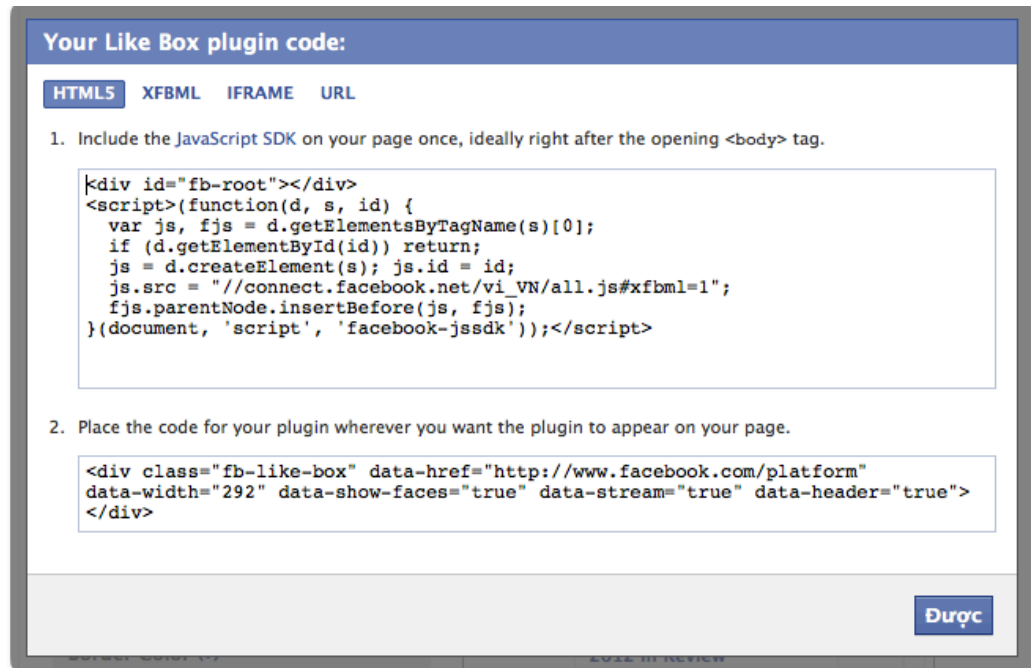 Your Like Box plugin code:
HTML5 XFBML IFRAME URL
1. Include the JavaScript SDK on your page once, ideally right after the opening <body> tag.
<div id="fb-root"></div>
<script>(function(d, s, id) {
  var js, fjs = d.getElementsByTagName(s)[0];
  if (d.getElementById(id)) return;
  js = d.createElement(s); js.id = id;
  js.src = "//connect.facebook.net/vi_VN/all.js#xfbml=1";
  fjs.parentNode.insertBefore(js, fjs);
}(document, 'script', 'facebook-jssdk'));</script>
2. Place the code for your plugin wherever you want the plugin to appear on your page.
<div class="fb-like-box" data-href="http://www.facebook.com/platform"
data-width="292" data-show-faces="true" data-stream="true" data-header="true">
</div>
Được
2012 in Review